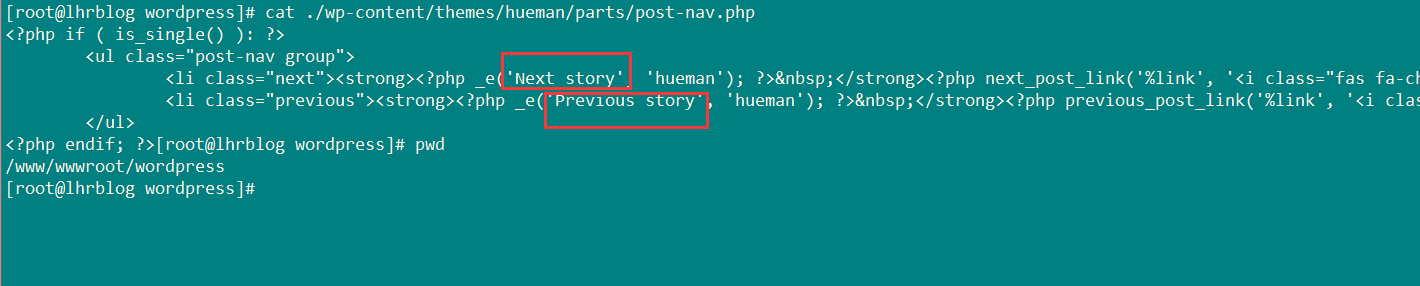 [root@lhrblog wordpress]# cat ./wp-content/themes/hueman/parts/post-nav.php
<?php if ( is_single() ): ?>
<ul class="post-nav group">
<li class="next"><strong><?php _e('Next story', 'hueman'); ?>&nbsp;</strong><?php next_post_link('%link', '<i class="fas fa-ch
<li class="previous"><strong><?php _e('Previous story', 'hueman'); ?>&nbsp;</strong><?php previous_post_link('%link', '<i clas
</ul>
<?php endif; ?>[root@lhrblog wordpress]# pwd
/www/wwwroot/wordpress
[root@lhrblog wordpress]#